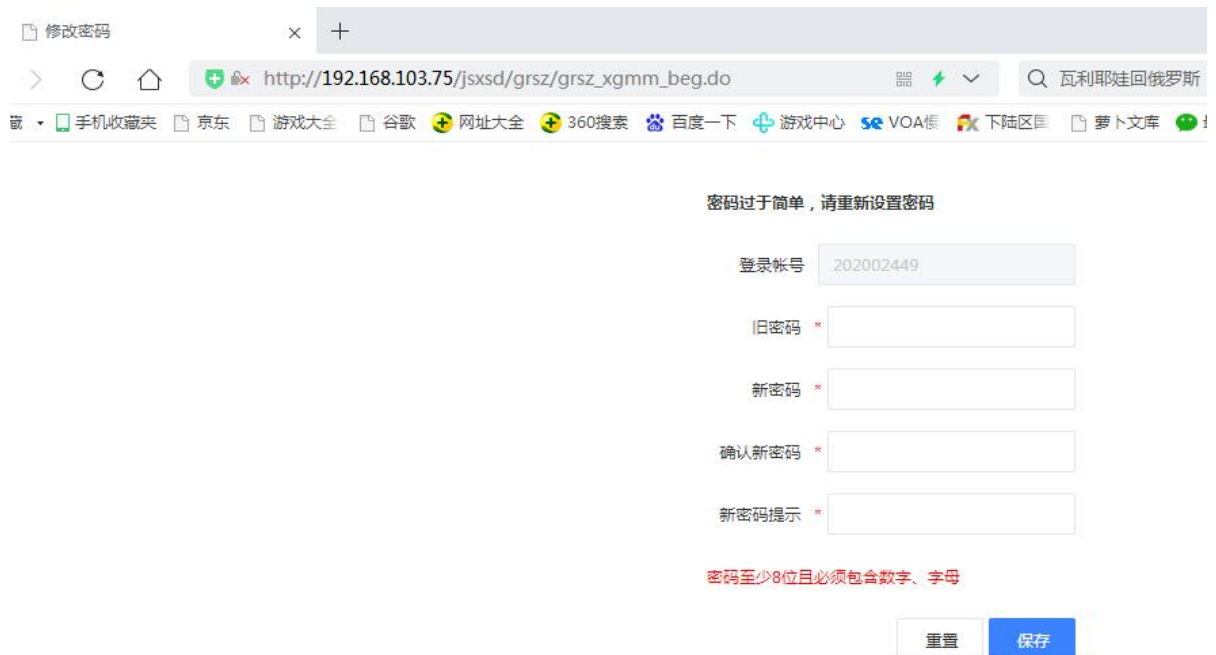 修改密码
http://192.168.103.75/jsxsd/grsz/grsz_xgmm_beg.do 瓦利耶娃回俄罗斯
手机收藏夹 京东 游戏大全 谷歌 网址大全 360搜索 百度一下 游戏中心 VOA慢 下陆区国 萝卜文库
密码过于简单，请重新设置密码
登录帐号 202002449
旧密码 *
新密码 *
确认新密码 *
新密码提示 *
密码至少8位且必须包含数字、字母
重置 保存